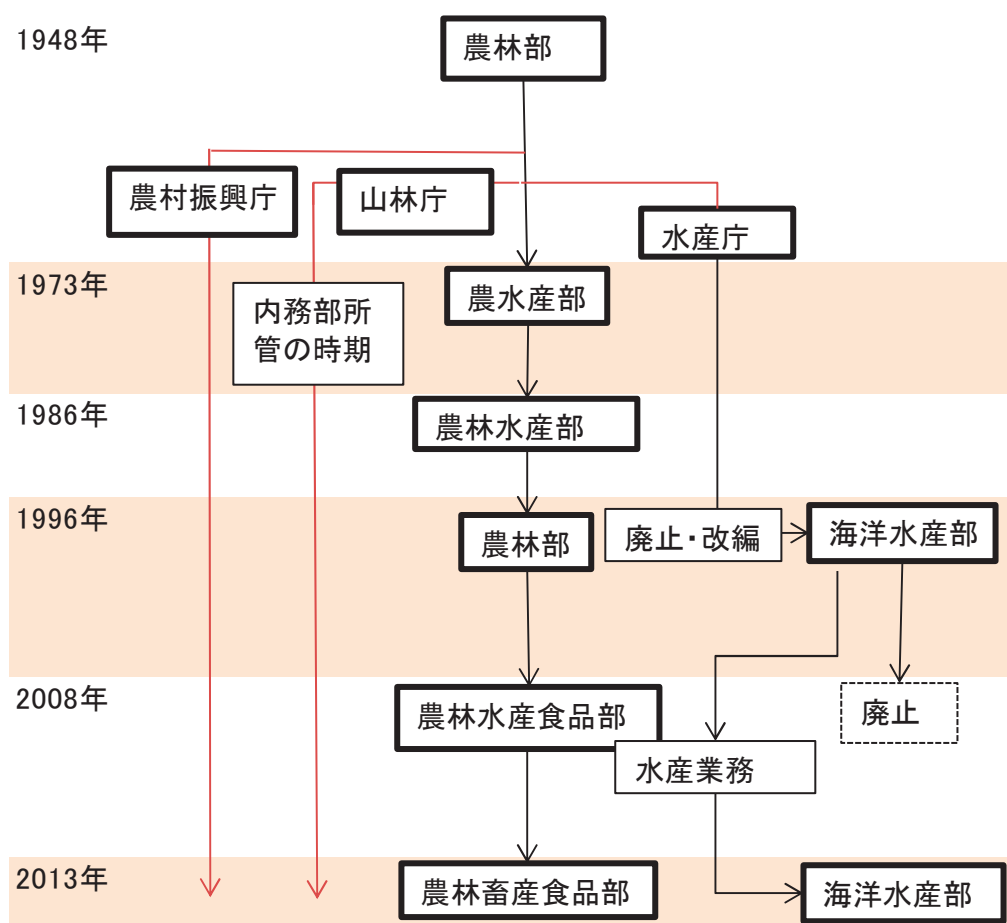 1948年
農林部
農村振興庁
山林庁
水産庁
1973年
農水産部
内務部所
管の時期
1986年
農林水産部
1996年
農林部
廃止・改編
海洋水産部
2008年
農林水産食品部
廃止
水産業務
2013年
農林畜産食品部
海洋水産部